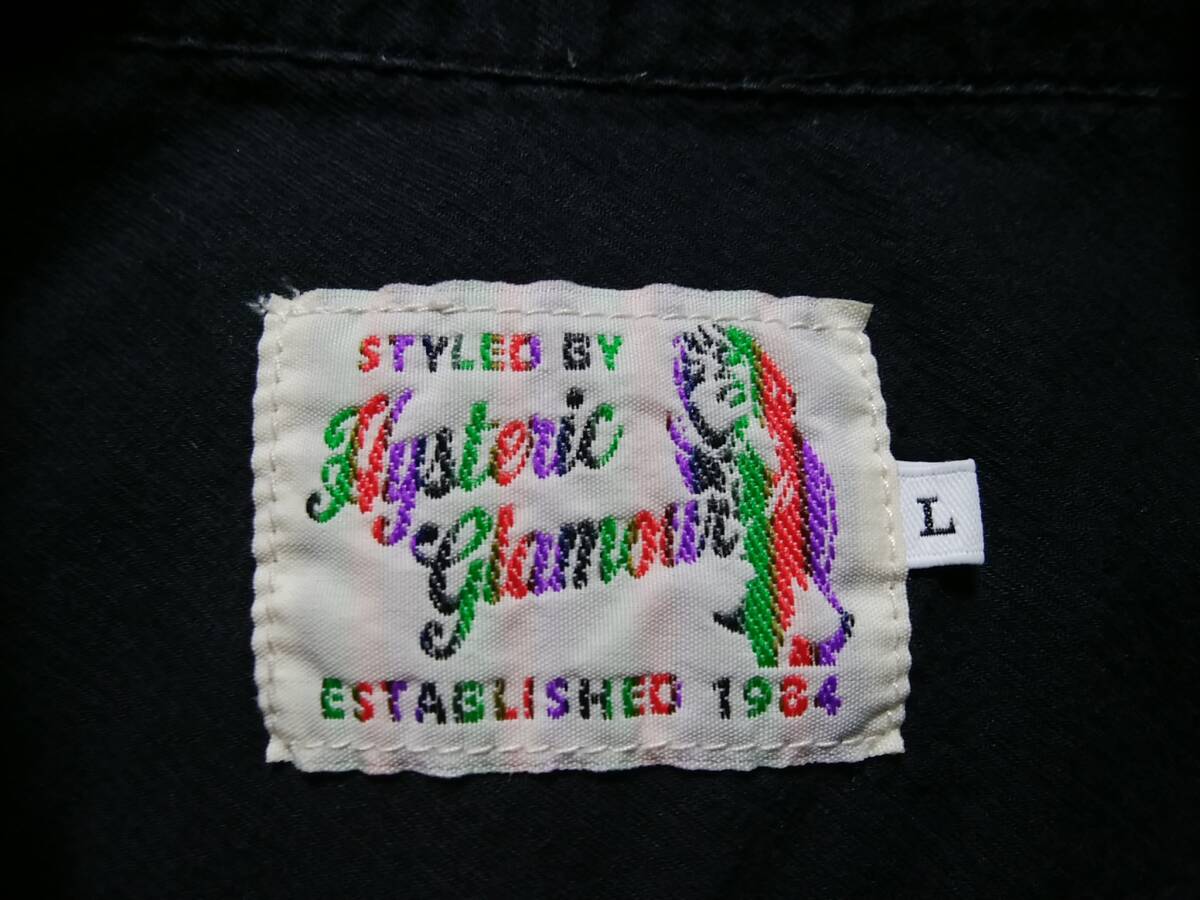 STYLED BY
Hysteric
Glamour
L
ESTABLISHED 1984